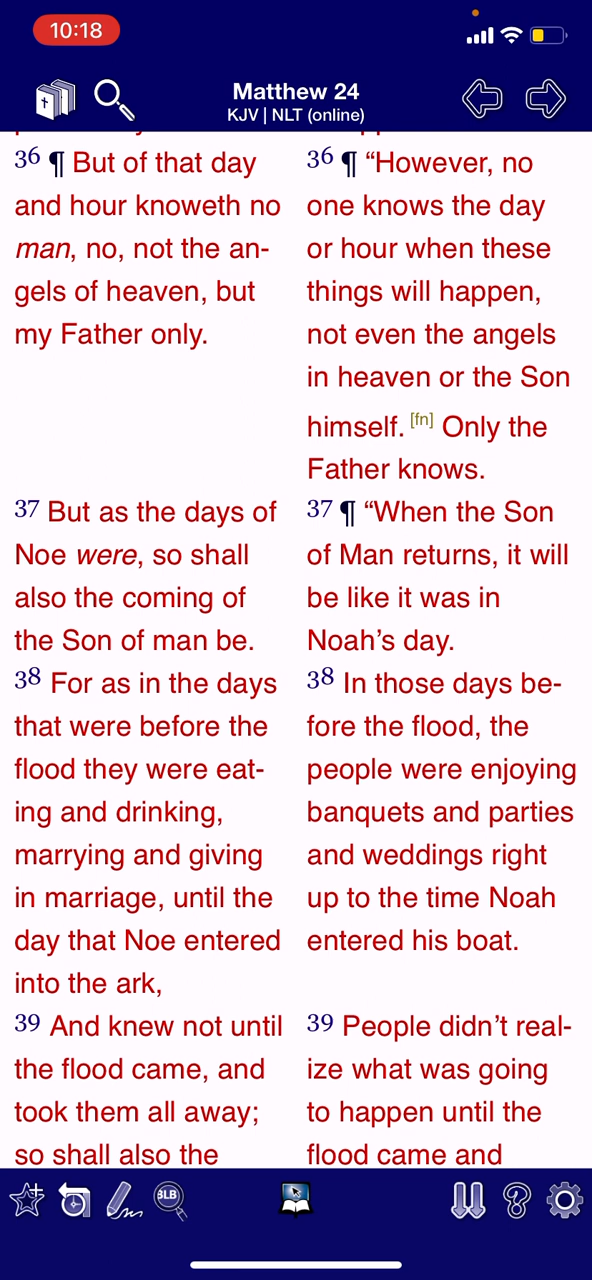 10:18
Matthew 24
KJV | NLT (online)
36 ¶ But of that day
and hour knoweth no
man, no, not the an-
gels of heaven, but
my Father only.
37 But as the days of
Noe were, so shall
also the coming of
the Son of man be.
38 For as in the days
that were before the
flood they were eat-
ing and drinking,
marrying and giving
in marriage, until the
day that Noe entered
into the ark,
39 And knew not until
the flood came, and
took them all away;
so shall also the
36 ¶ “However, no
one knows the day
or hour when these
things will happen,
not even the angels
in heaven or the Son
himself. [fn] Only the
Father knows.
37 ¶ “When the Son
of Man returns, it will
be like it was in
Noah’s day.
38 In those days be-
fore the flood, the
people were enjoying
banquets and parties
and weddings right
up to the time Noah
entered his boat.
39 People didn’t real-
ize what was going
to happen until the
flood came and
BLB